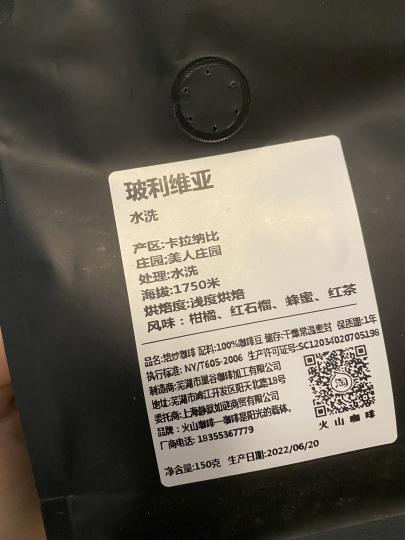 玻利维亚
水洗
产区:卡拉纳比
庄园:美人庄园
处理:水洗
海拔:1750米
烘焙度:浅度烘焙
风味：柑橘、红石榴、蜂蜜、红茶
品名:焙炒咖啡 配料:100%咖啡豆 储存:干燥常温密封 保质期:1年
执行标准: NY/T605-2006 生产许可证号:SC12034020705196
制造商:芜湖市巢谷咖啡加工有限公司
地址:芜湖市鸠江开发区阳天北路18号
委托商:上海静默如谜商贸有限公司
品牌：火山咖啡—咖啡是阳光的载体。
厂商电话: 18355367779
淘
火山咖啡
净含量:150克 生产日期:2022/06/20